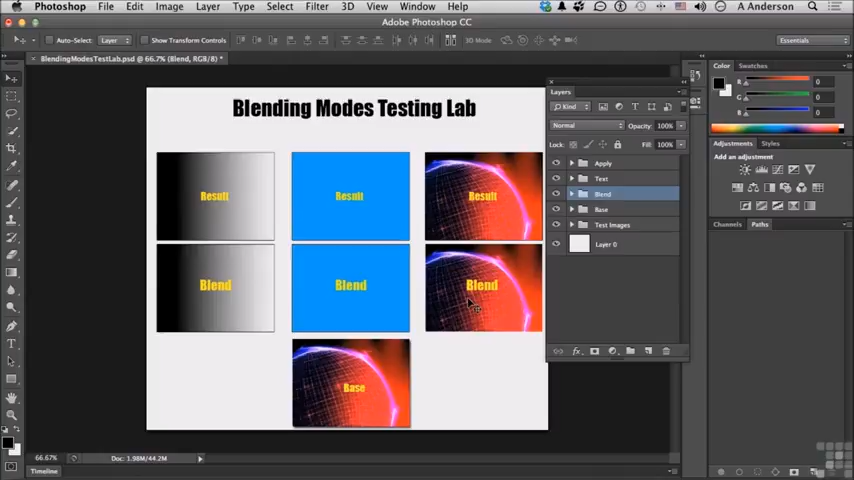 Photoshop File Edit Image Layer Type Select Filter 3D View Window Help A Anderson
Adobe Photoshop CC
Auto-Select: Layer Show Transform Controls 3D Mode Essentials
BlendingModesTestLab.psd @ 66.7% (Blend, RGB/8) *
Blending Modes Testing Lab
Result Result Result
Blend Blend Blend
Base
Layers
Kind
Normal Opacity: 100%
Lock: Fill: 100%
Apply
Text
Blend
Base
Test Images
Layer 0
fx
Color Swatches
R 0
G 0
B 0
Adjustments Styles
Add an adjustment
Channels Paths
66.67% Doc: 1.98M/44.2M
Timeline